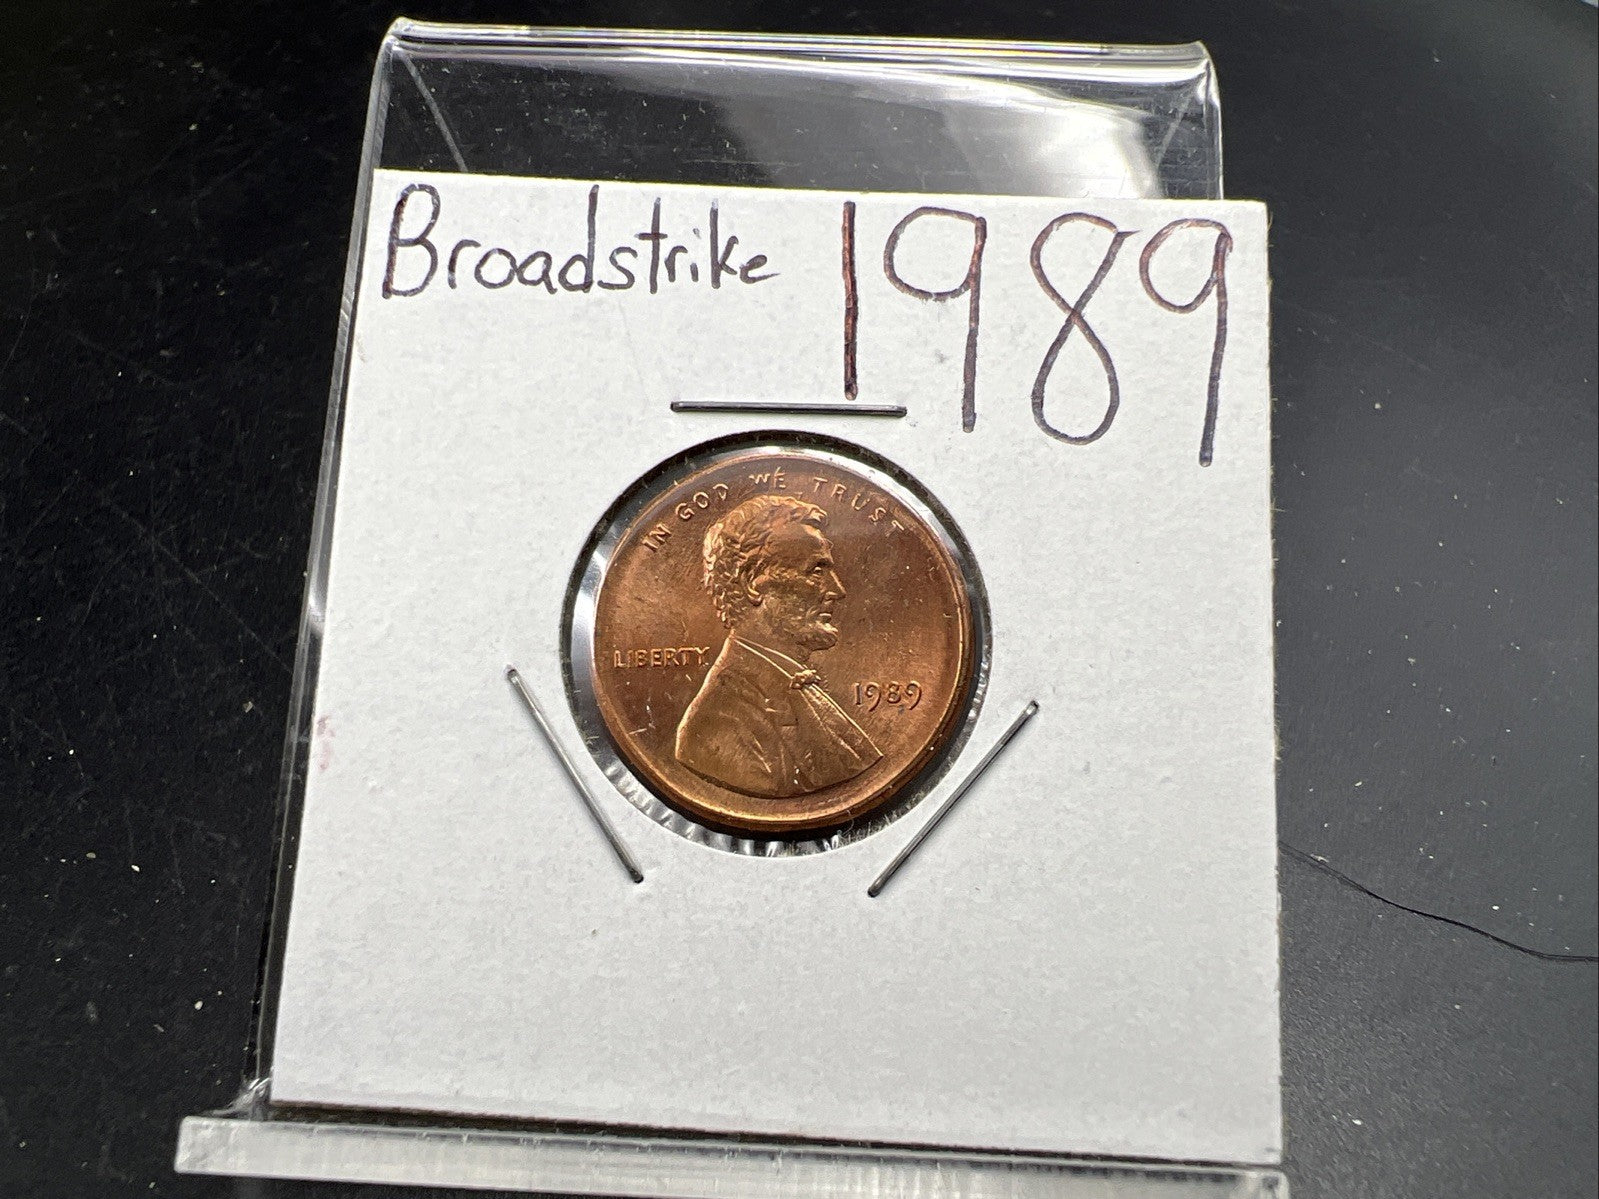 Broadstrike 1989
IN GOD WE TRUST
LIBERTY
1989